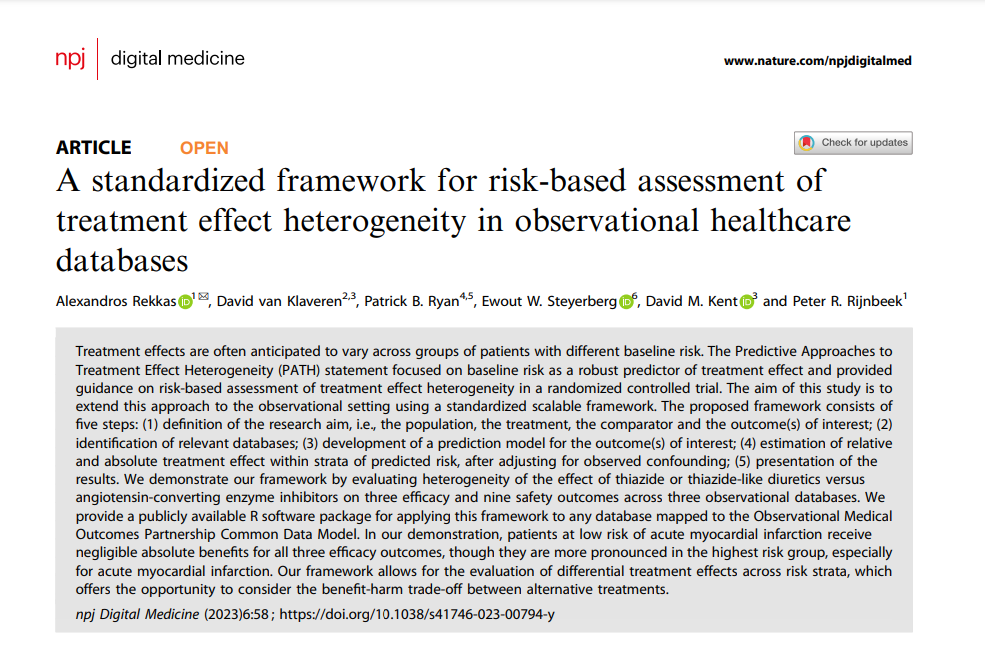 npj | digital medicine
www.nature.com/npjdigitalmed
ARTICLE OPEN
Check for updates
A standardized framework for risk-based assessment of
treatment effect heterogeneity in observational healthcare
databases
Alexandros Rekkas iD 1✉, David van Klaveren2,3, Patrick B. Ryan4,5, Ewout W. Steyerberg iD 6, David M. Kent iD 3 and Peter R. Rijnbeek1
Treatment effects are often anticipated to vary across groups of patients with different baseline risk. The Predictive Approaches to
Treatment Effect Heterogeneity (PATH) statement focused on baseline risk as a robust predictor of treatment effect and provided
guidance on risk-based assessment of treatment effect heterogeneity in a randomized controlled trial. The aim of this study is to
extend this approach to the observational setting using a standardized scalable framework. The proposed framework consists of
five steps: (1) definition of the research aim, i.e., the population, the treatment, the comparator and the outcome(s) of interest; (2)
identification of relevant databases; (3) development of a prediction model for the outcome(s) of interest; (4) estimation of relative
and absolute treatment effect within strata of predicted risk, after adjusting for observed confounding; (5) presentation of the
results. We demonstrate our framework by evaluating heterogeneity of the effect of thiazide or thiazide-like diuretics versus
angiotensin-converting enzyme inhibitors on three efficacy and nine safety outcomes across three observational databases. We
provide a publicly available R software package for applying this framework to any database mapped to the Observational Medical
Outcomes Partnership Common Data Model. In our demonstration, patients at low risk of acute myocardial infarction receive
negligible absolute benefits for all three efficacy outcomes, though they are more pronounced in the highest risk group, especially
for acute myocardial infarction. Our framework allows for the evaluation of differential treatment effects across risk strata, which
offers the opportunity to consider the benefit-harm trade-off between alternative treatments.
npj Digital Medicine (2023)6:58 ; https://doi.org/10.1038/s41746-023-00794-y